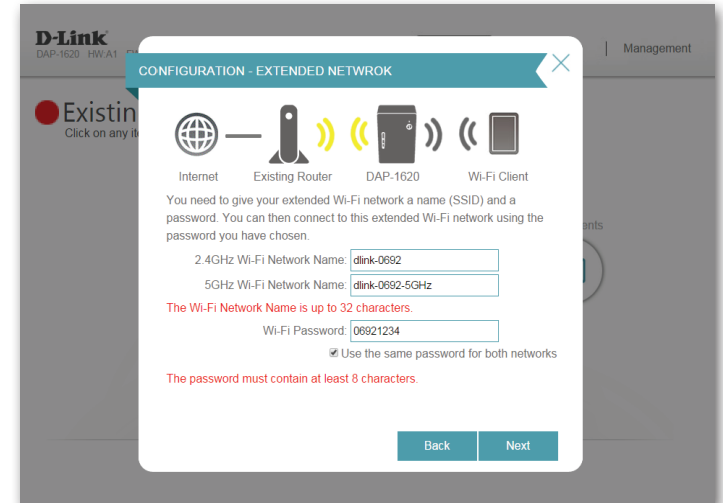 D-Link
DAP-1620 HW:A1
Management
CONFIGURATION - EXTENDED NETWROK
Existin
Click on any
Internet Existing Router DAP-1620 Wi-Fi Client
You need to give your extended Wi-Fi network a name (SSID) and a
password. You can then connect to this extended Wi-Fi network using the
password you have chosen.
2.4GHz Wi-Fi Network Name: dlink-0692
5GHz Wi-Fi Network Name: dlink-0692-5GHz
The Wi-Fi Network Name is up to 32 characters.
Wi-Fi Password: 06921234
Use the same password for both networks
The password must contain at least 8 characters.
Back Next